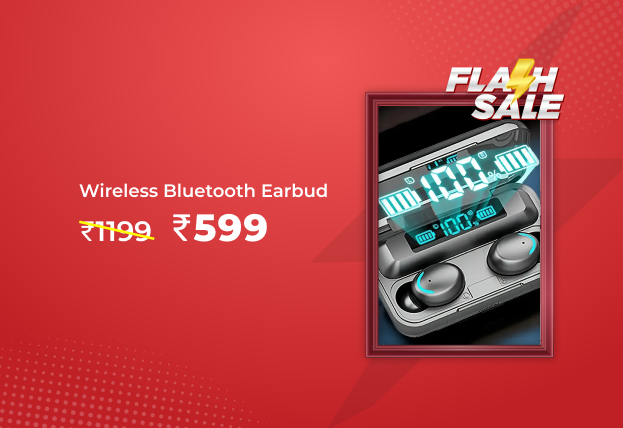 FLASH
SALE
Wireless Bluetooth Earbud
₹1199 ₹599
100%
100%